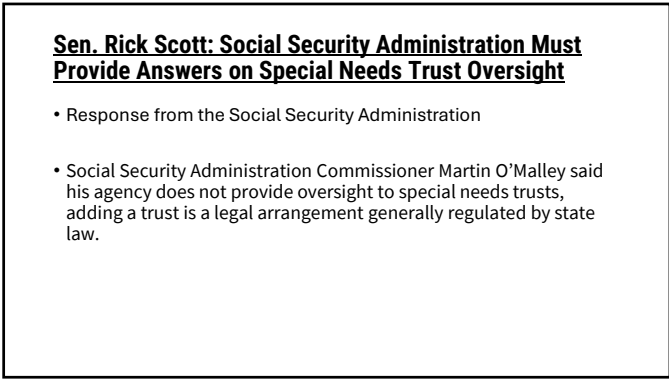 Sen. Rick Scott: Social Security Administration Must
Provide Answers on Special Needs Trust Oversight
• Response from the Social Security Administration
• Social Security Administration Commissioner Martin O’Malley said
his agency does not provide oversight to special needs trusts,
adding a trust is a legal arrangement generally regulated by state
law.